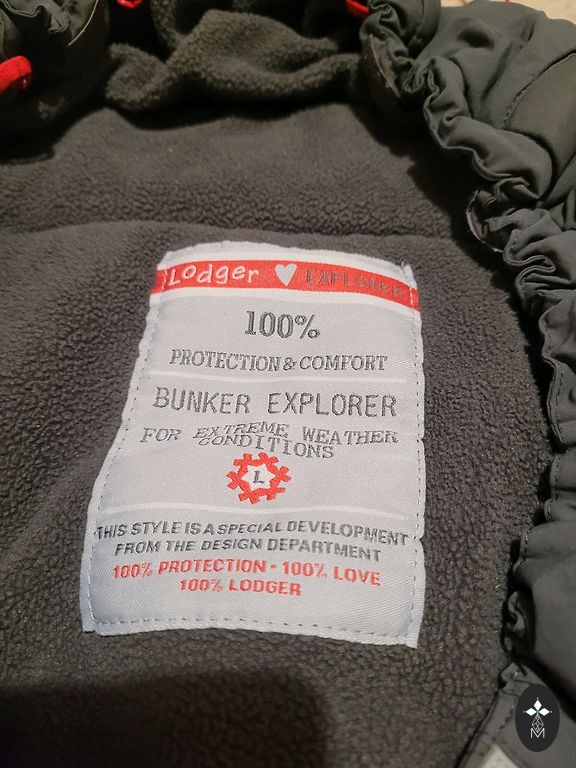 Lodger EXPLORER
100%
PROTECTION & COMFORT
BUNKER EXPLORER
FOR EXTREME WEATHER
CONDITIONS
L
THIS STYLE IS A SPECIAL DEVELOPMENT
FROM THE DESIGN DEPARTMENT
100% PROTECTION - 100% LOVE
100% LODGER
M